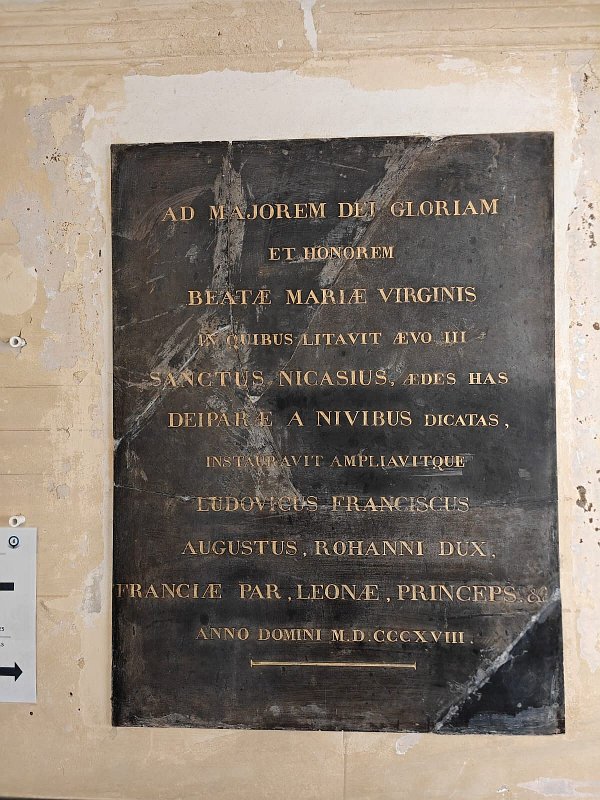 AD MAJOREM DEI GLORIAM
ET HONOREM
BEATÆ MARIÆ VIRGINIS
IN QUIBUS LITAVIT ÆVO III
SANCTUS NICASIUS, ÆDES HAS
DEIPARÆ A NIVIBUS DICATAS,
INSTAURAVIT AMPLIAVITQUE
LUDOVICUS FRANCISCUS
AUGUSTUS, ROHANNI DUX,
FRANCIÆ PAR, LEONÆ, PRINCEPS, &.
ANNO DOMINI M.D.CCCXVIII.